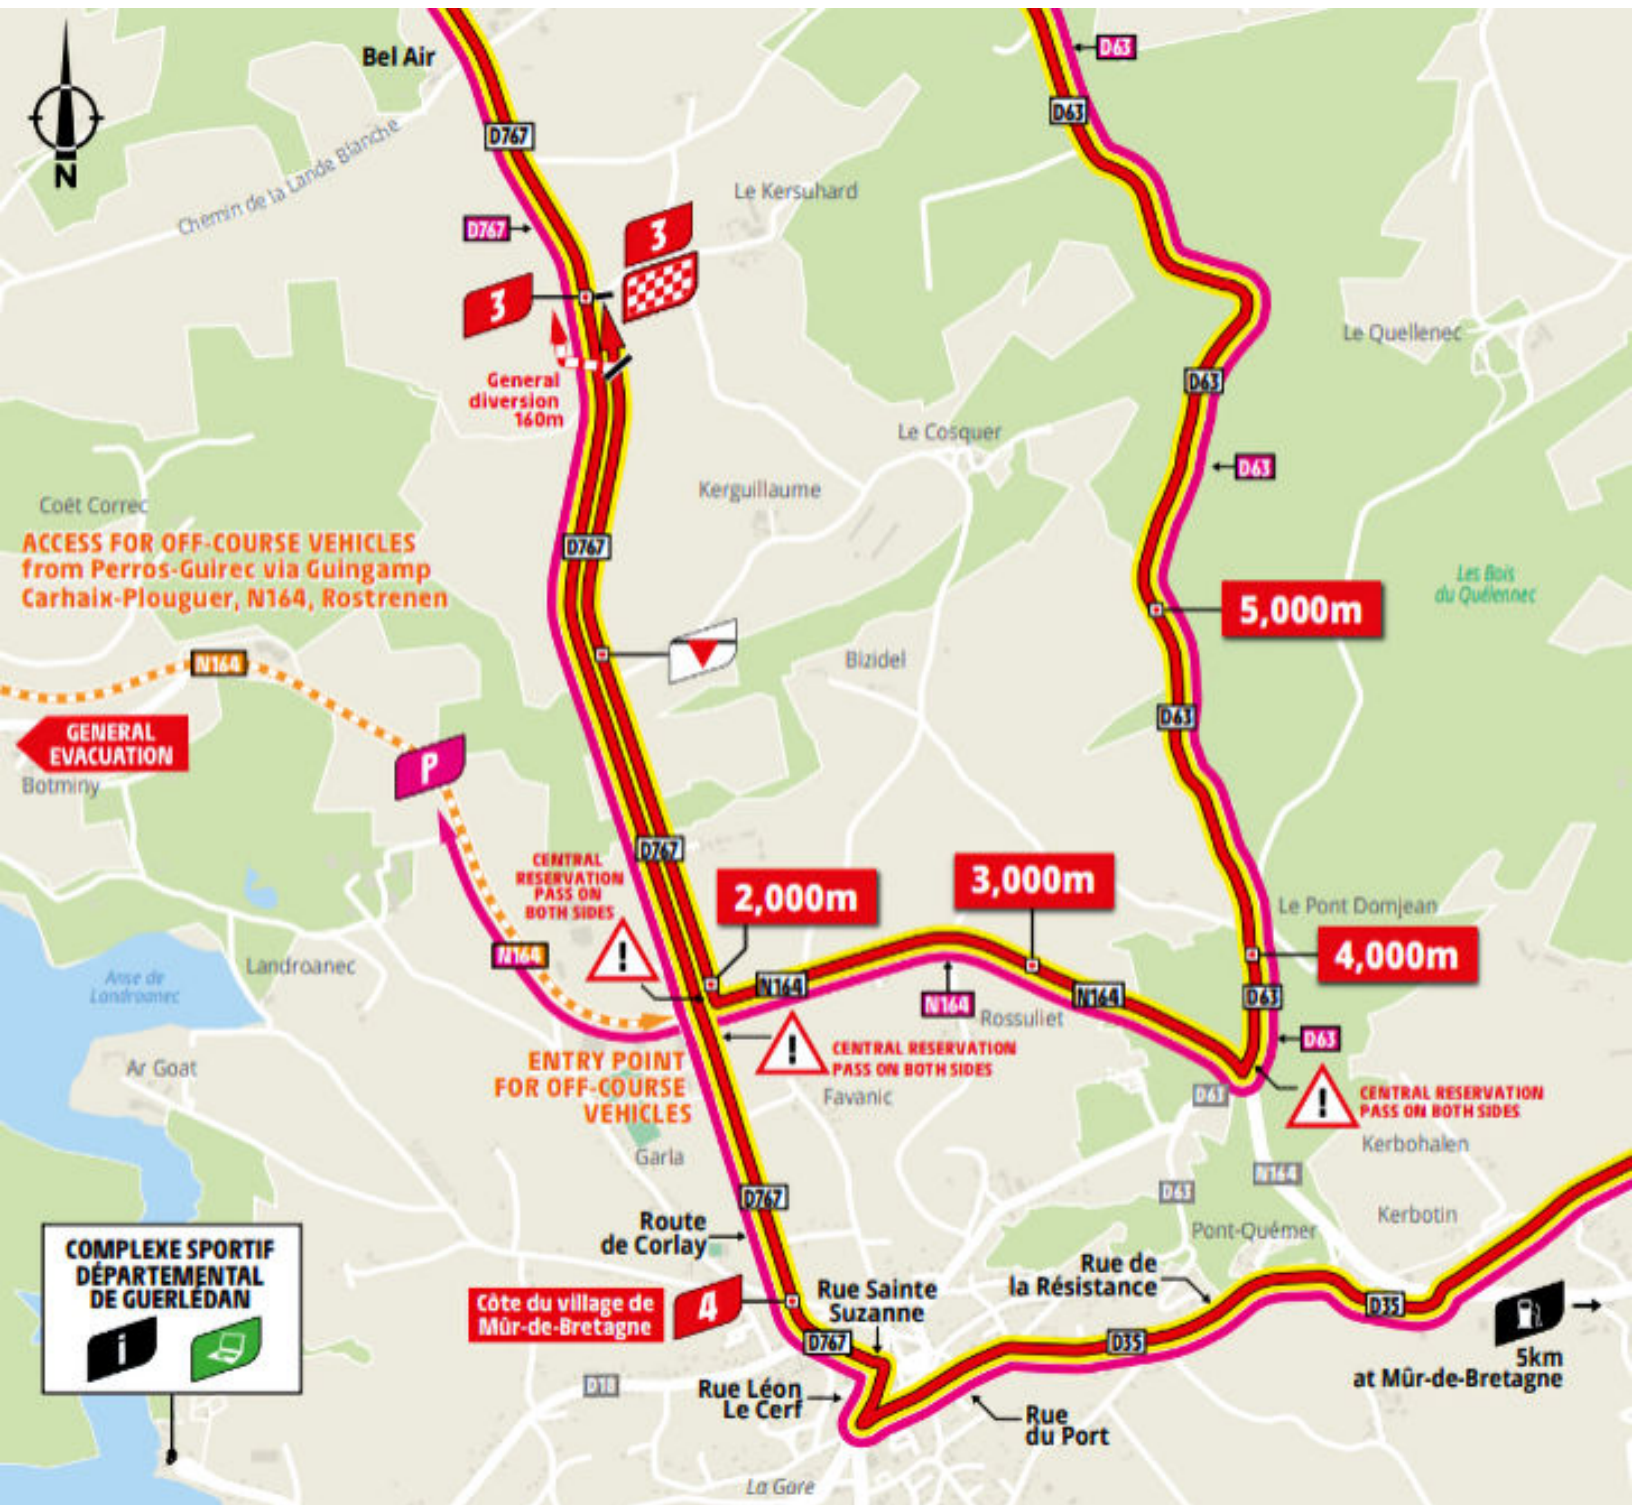 Bel Air
D63
D63
D767
N
Chemin de la Lande Blanche
Le Kersuhard
D767
3
3
Le Quellenec
General
diversion
160m
D63
Le Cosquer
D63
Kerguillaume
Coët Correc
ACCESS FOR OFF-COURSE VEHICLES
from Perros-Guirec via Guingamp
Carhaix-Plouguer, N164, Rostrenen
D767
Les Bois
du Quélennec
5,000m
N164
Bizidel
D63
GENERAL
EVACUATION
P
Botminy
D767
CENTRAL
RESERVATION
PASS ON
BOTH SIDES
2,000m
3,000m
Le Pont Domjean
4,000m
N164
Landroanec
Anse de
Landroanec
!
N164
N164
N164
D63
Rossuliet
D63
!
CENTRAL RESERVATION
PASS ON BOTH SIDES
ENTRY POINT
FOR OFF-COURSE
VEHICLES
Ar Goat
Favanic
D63
!
CENTRAL RESERVATION
PASS ON BOTH SIDES
Kerbohalen
Garla
D767
D63
N164
Kerbotin
Pont-Quémer
Route
de Corlay
COMPLEXE SPORTIF
DÉPARTEMENTAL
DE GUERLÉDAN
i
Côte du village de
Mûr-de-Bretagne
4
Rue Sainte
Suzanne
Rue de
la Résistance
D35
D767
D35
5km
at Mûr-de-Bretagne
D18
Rue Léon
Le Cerf
Rue
du Port
La Gare